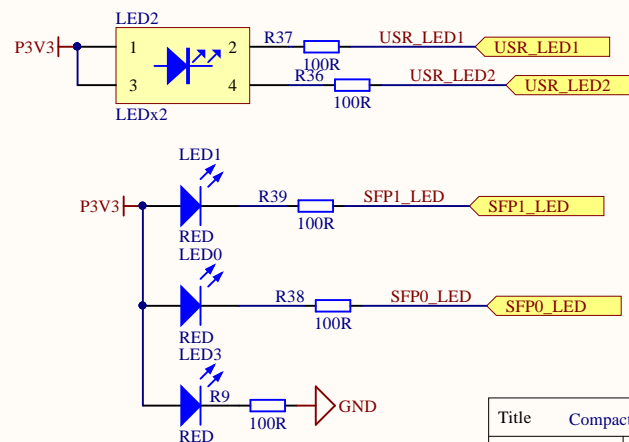 LED2
P3V3
1
2
R37
USR_LED1
USR_LED1
100R
3
4
R36
USR_LED2
USR_LED2
100R
LEDx2
LED1
P3V3
R39
SFP1_LED
SFP1_LED
100R
RED
LED0
R38
SFP0_LED
SFP0_LED
100R
RED
LED3
R9
GND
100R
RED
Title Compact